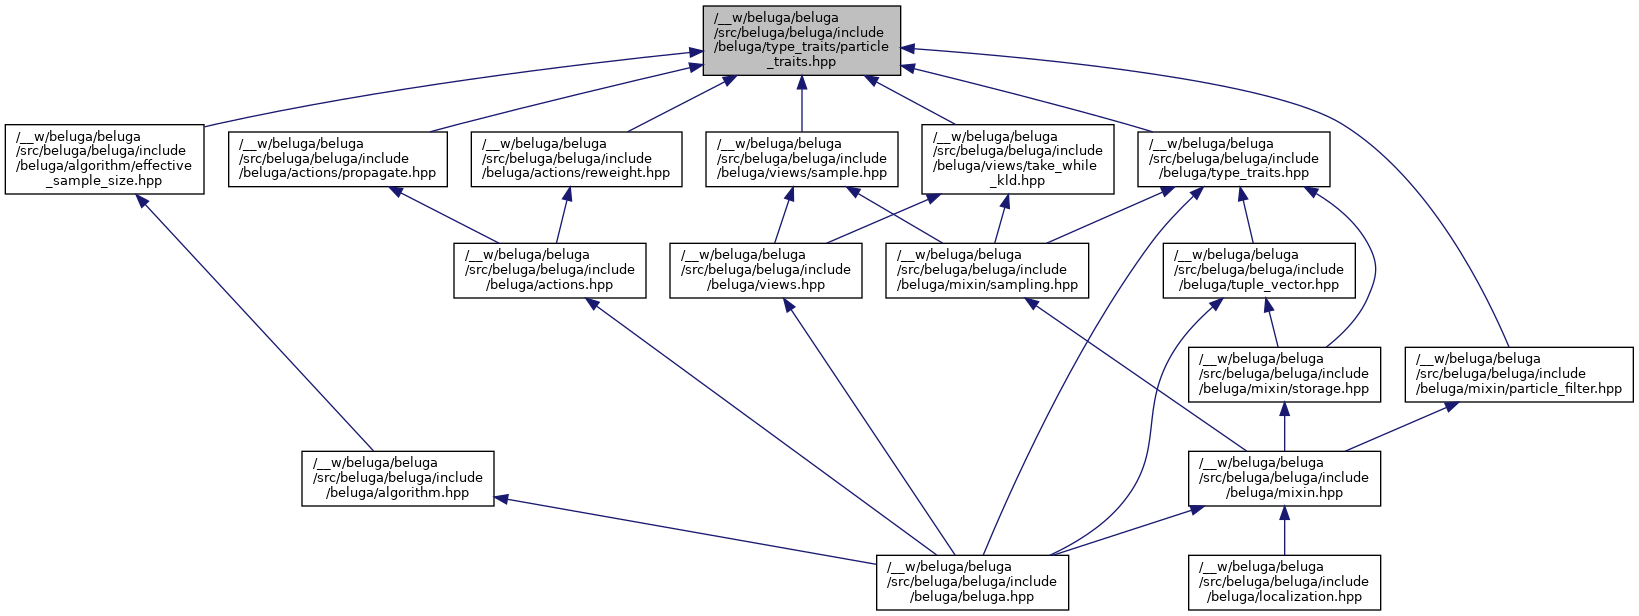 /__w/beluga/beluga
/src/beluga/beluga/include
/beluga/type_traits/particle
_traits.hpp
/__w/beluga/beluga
/src/beluga/beluga/include
/beluga/algorithm/effective
_sample_size.hpp
/__w/beluga/beluga
/src/beluga/beluga/include
/beluga/actions/propagate.hpp
/__w/beluga/beluga
/src/beluga/beluga/include
/beluga/actions/reweight.hpp
/__w/beluga/beluga
/src/beluga/beluga/include
/beluga/views/sample.hpp
/__w/beluga/beluga
/src/beluga/beluga/include
/beluga/views/take_while
_kld.hpp
/__w/beluga/beluga
/src/beluga/beluga/include
/beluga/type_traits.hpp
/__w/beluga/beluga
/src/beluga/beluga/include
/beluga/actions.hpp
/__w/beluga/beluga
/src/beluga/beluga/include
/beluga/views.hpp
/__w/beluga/beluga
/src/beluga/beluga/include
/beluga/mixin/sampling.hpp
/__w/beluga/beluga
/src/beluga/beluga/include
/beluga/tuple_vector.hpp
/__w/beluga/beluga
/src/beluga/beluga/include
/beluga/mixin/storage.hpp
/__w/beluga/beluga
/src/beluga/beluga/include
/beluga/mixin/particle_filter.hpp
/__w/beluga/beluga
/src/beluga/beluga/include
/beluga/algorithm.hpp
/__w/beluga/beluga
/src/beluga/beluga/include
/beluga/mixin.hpp
/__w/beluga/beluga
/src/beluga/beluga/include
/beluga/beluga.hpp
/__w/beluga/beluga
/src/beluga/beluga/include
/beluga/localization.hpp